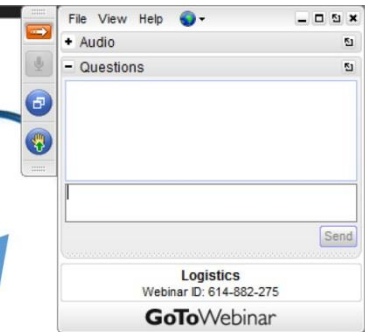 File View Help
+ Audio
- Questions
Send
Logistics
Webinar ID: 614-882-275
GoToWebinar